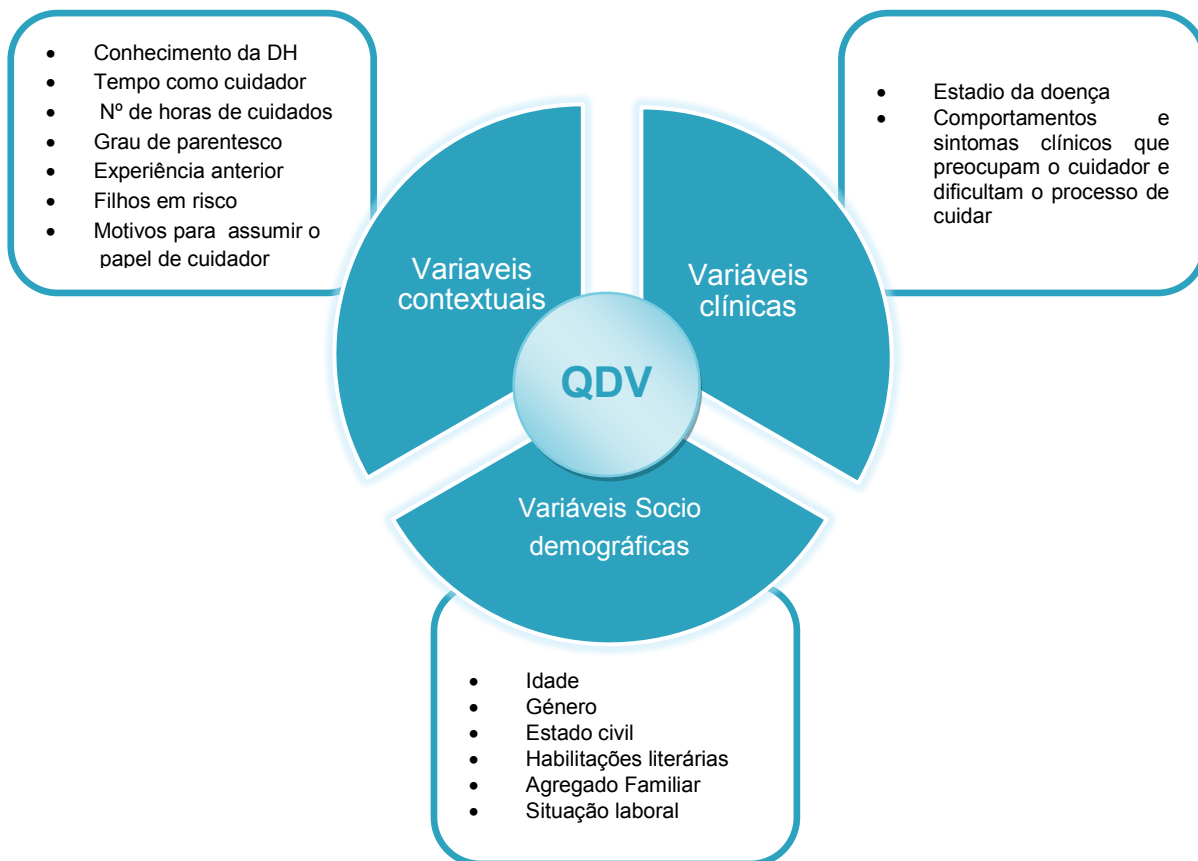 • Conhecimento da DH
• Tempo como cuidador
• Nº de horas de cuidados
• Grau de parentesco
• Experiência anterior
• Filhos em risco
• Motivos para assumir o
papel de cuidador
• Estadio da doença
• Comportamentos e
sintomas clínicos que
preocupam o cuidador e
dificultam o processo de
cuidar
Variaveis
contextuais
Variáveis
clínicas
QDV
Variáveis Socio
demográficas
• Idade
• Género
• Estado civil
• Habilitações literárias
• Agregado Familiar
• Situação laboral